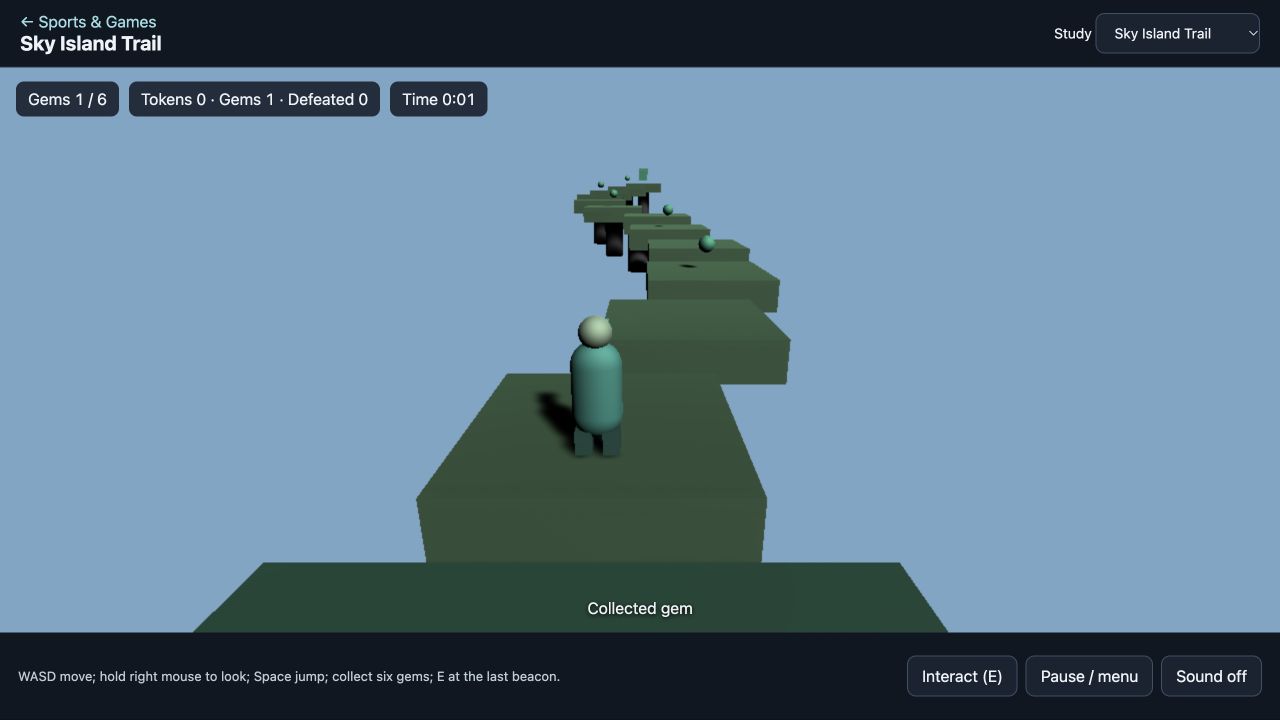 ← Sports & Games
Sky Island Trail
Study
Sky Island Trail
Gems 1 / 6
Tokens 0 · Gems 1 · Defeated 0
Time 0:01
Collected gem
WASD move; hold right mouse to look; Space jump; collect six gems; E at the last beacon.
Interact (E)
Pause / menu
Sound off